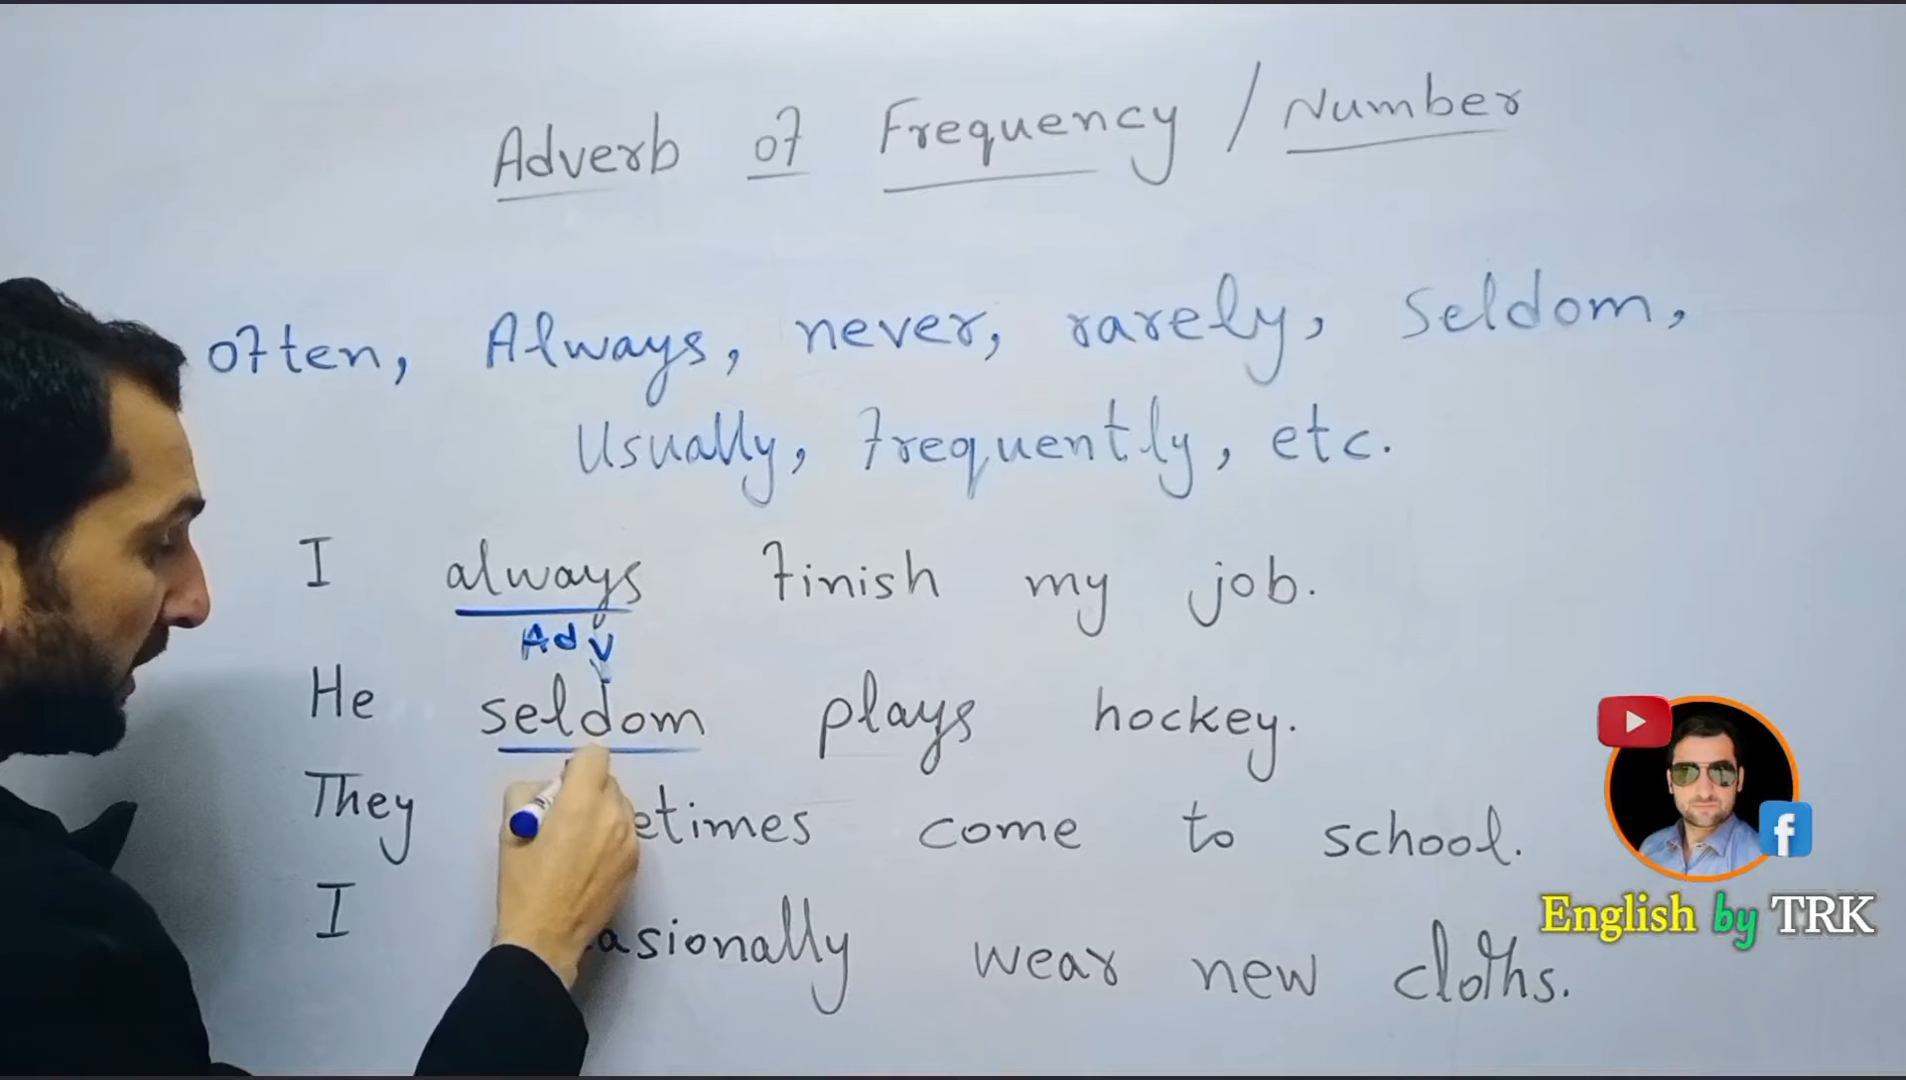 Adverb of Frequency / Number
often, Always, never, rarely, seldom,
Usually, frequently, etc.
I always finish my job.
Adv
He seldom plays hockey.
They etimes come to school.
I asionally wear new cloths.
f
English by TRK